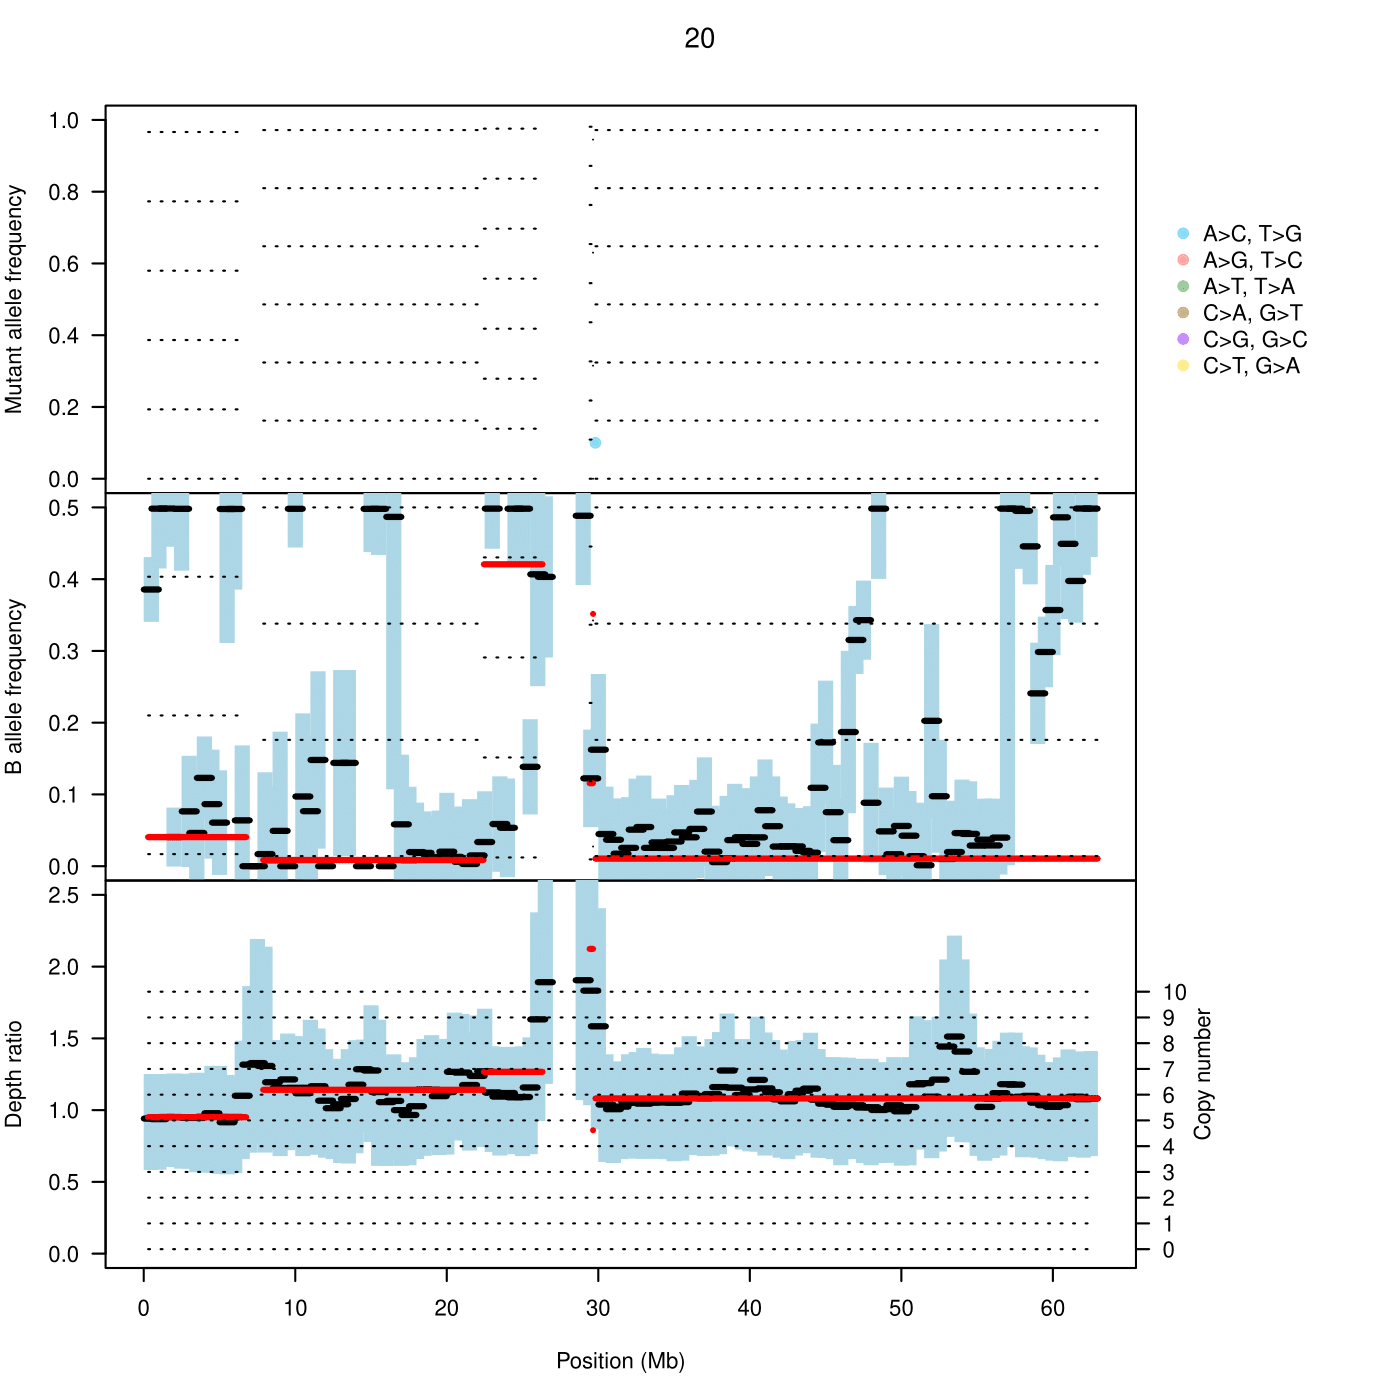 20
Mutant allele frequency
1.0
0.8
0.6
0.4
0.2
0.0
A>C, T>G
A>G, T>C
A>T, T>A
C>A, G>T
C>G, G>C
C>T, G>A
B allele frequency
0.5
0.4
0.3
0.2
0.1
0.0
Depth ratio
2.5
2.0
1.5
1.0
0.5
0.0
10
9
8
7
6
5
4
3
2
1
0
Copy number
0 10 20 30 40 50 60
Position (Mb)